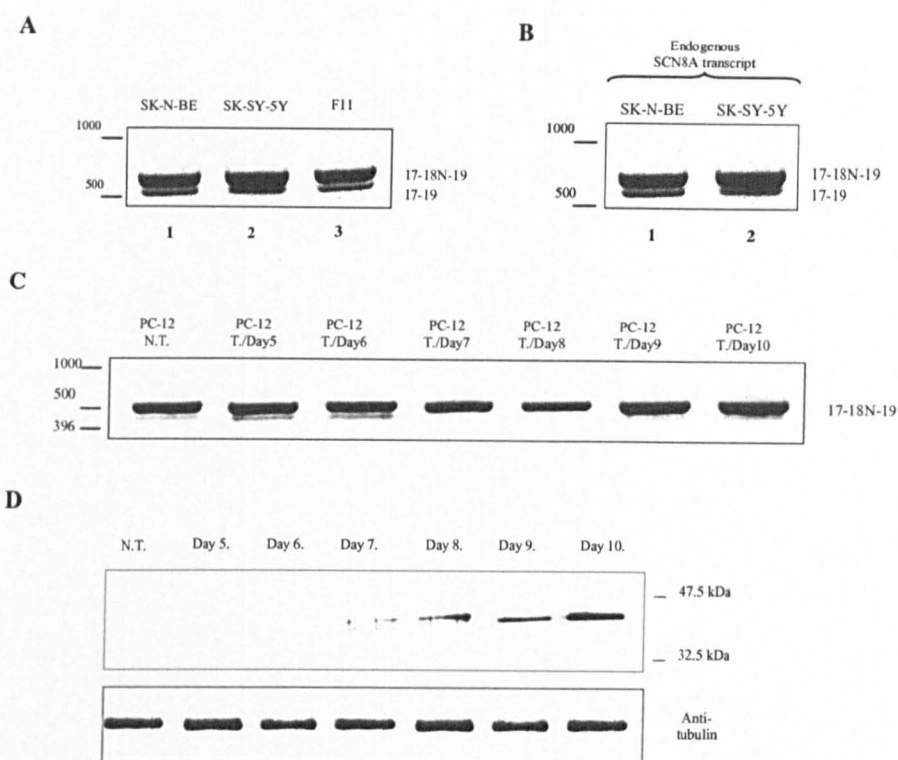 A
SK-N-BE SK-SY-5Y F11
1000
500
17-18N-19
17-19
1 2 3
B
Endogenous
SCN8A transcript
SK-N-BE SK-SY-5Y
1000
500
17-18N-19
17-19
1 2
C
PC-12 PC-12 PC-12 PC-12 PC-12 PC-12 PC-12
N.T. T./Day5 T./Day6 T./Day7 T./Day8 T./Day9 T./Day10
1000
500
396
17-18N-19
D
N.T. Day 5. Day 6. Day 7. Day 8. Day 9. Day 10.
47.5 kDa
32.5 kDa
Anti-
tubulin